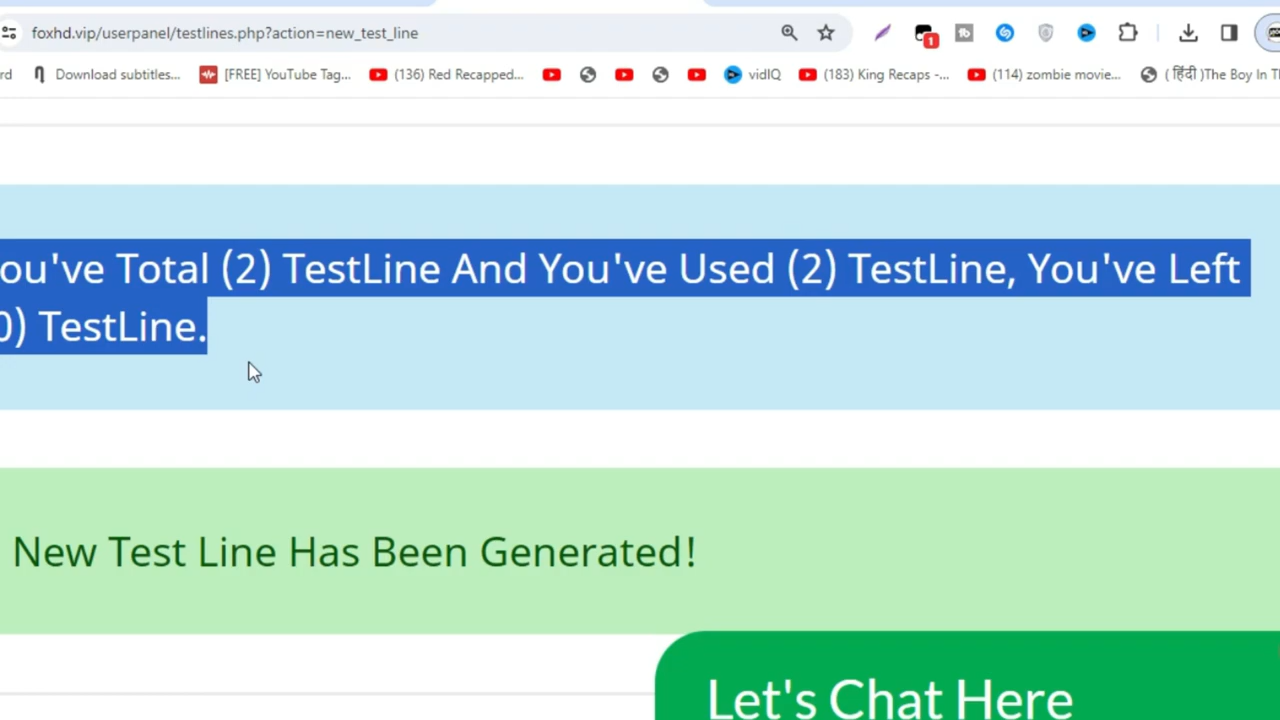 foxhd.vip/userpanel/testlines.php?action=new_test_line
1
rd Download subtitles... [FREE] YouTube Tag... (136) Red Recapped... vidIQ (183) King Recaps -... (114) zombie movie... ( हिंदी )The Boy In T
ou've Total (2) TestLine And You've Used (2) TestLine, You've Left
0) TestLine.
New Test Line Has Been Generated!
Let's Chat Here